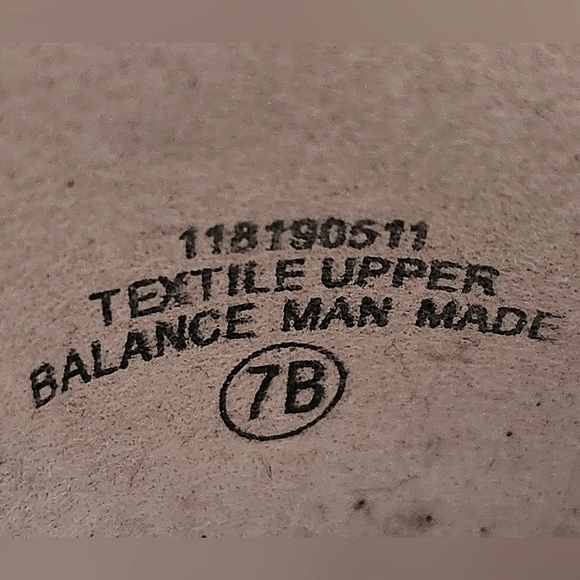 118190511
TEXTILE UPPER
BALANCE MAN MADE
7B